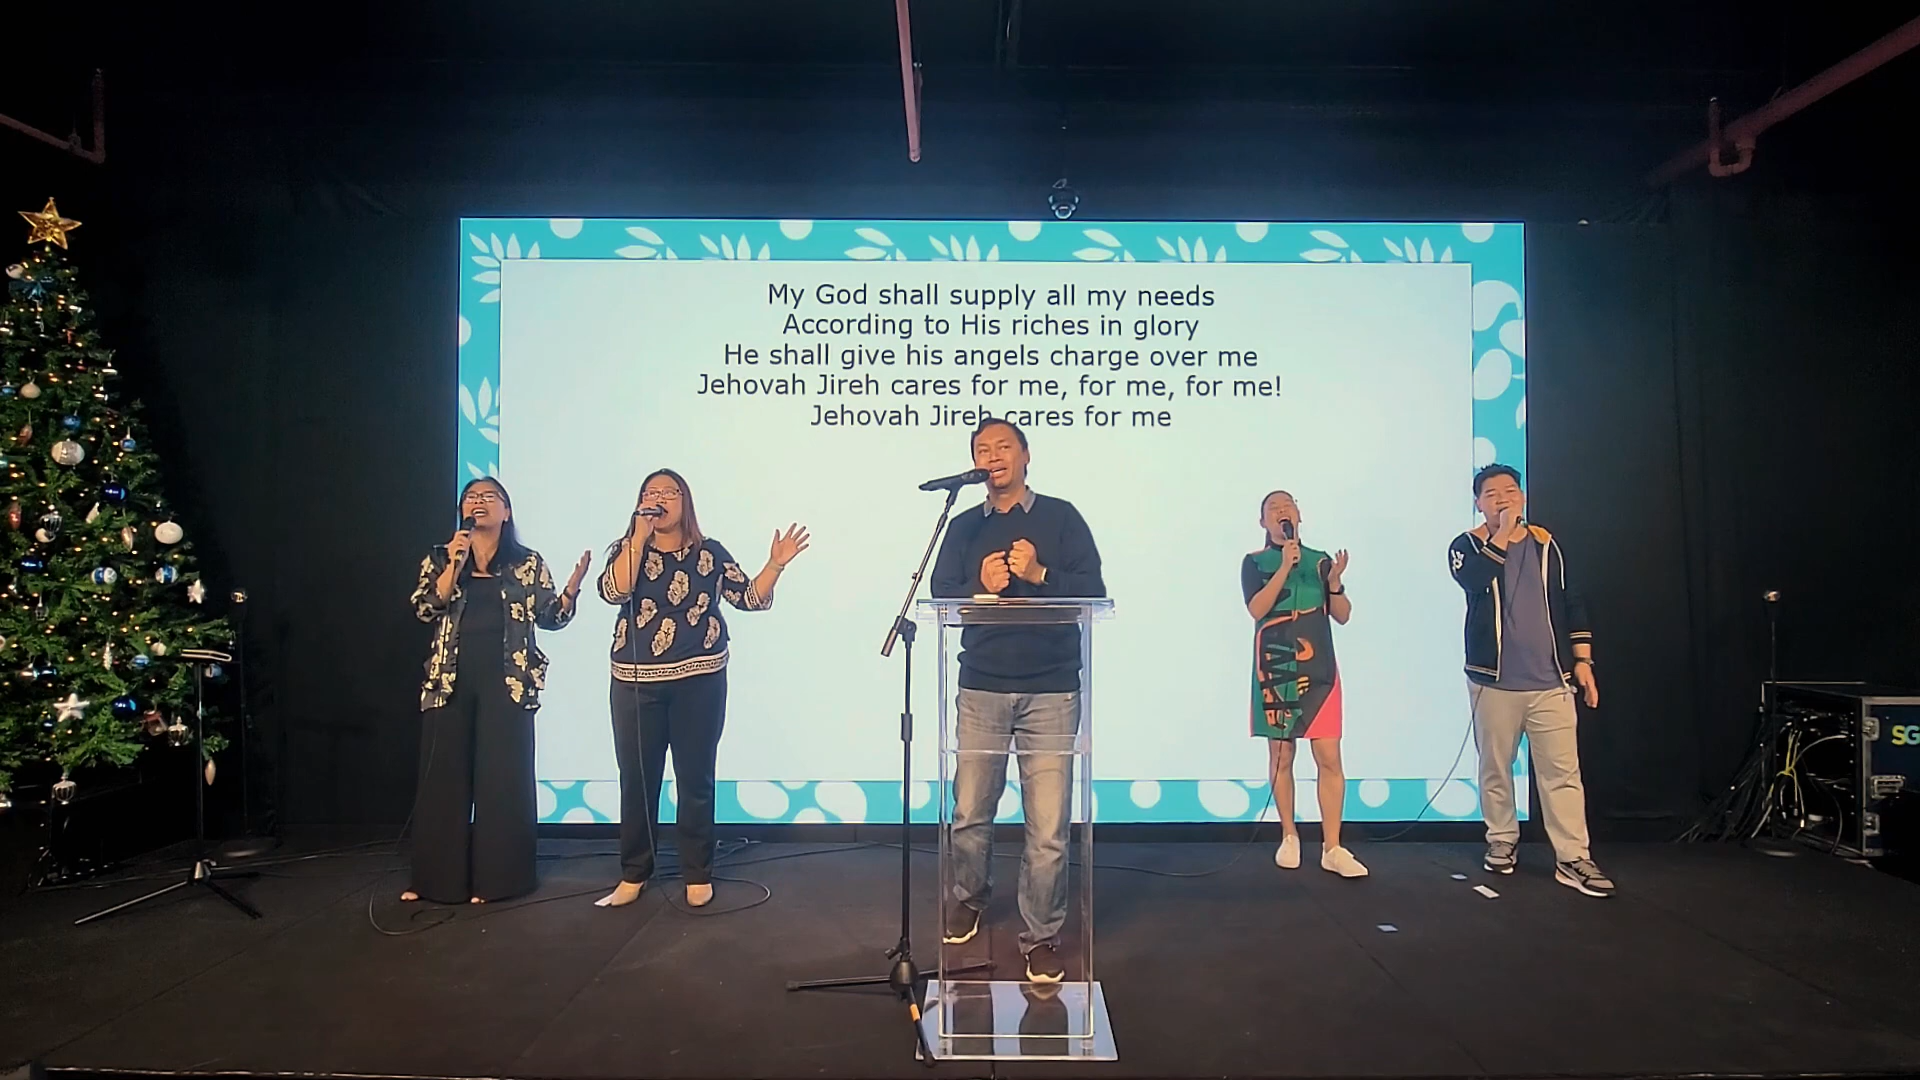 My God shall supply all my needs
According to His riches in glory
He shall give his angels charge over me
Jehovah Jireh cares for me, for me, for me!
Jehovah Jireh cares for me
SG